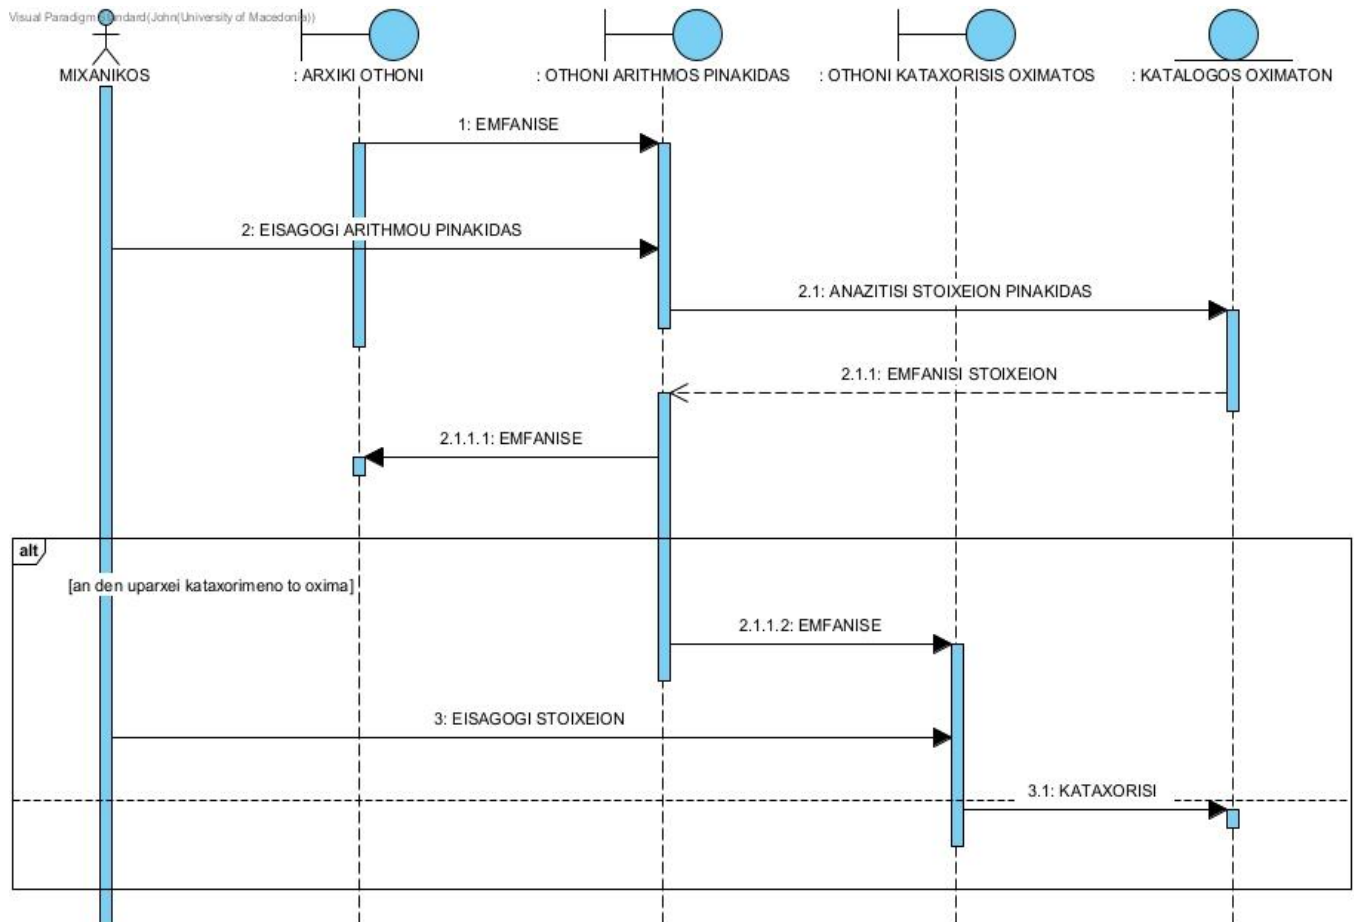 Visual Paradigm Standard(John(University of Macedonia))
MIXANIKOS
: ARXIKI OTHONI
: OTHONI ARITHMOS PINAKIDAS
: OTHONI KATAXORISIS OXIMATOS
: KATALOGOS OXIMATON
1: EMFANISE
2: EISAGOGI ARITHMOU PINAKIDAS
2.1: ANAZITISI STOIXEION PINAKIDAS
2.1.1: EMFANISI STOIXEION
2.1.1.1: EMFANISE
alt
[an den uparxei kataxorimeno to oxima]
2.1.1.2: EMFANISE
3: EISAGOGI STOIXEION
3.1: KATAXORISI